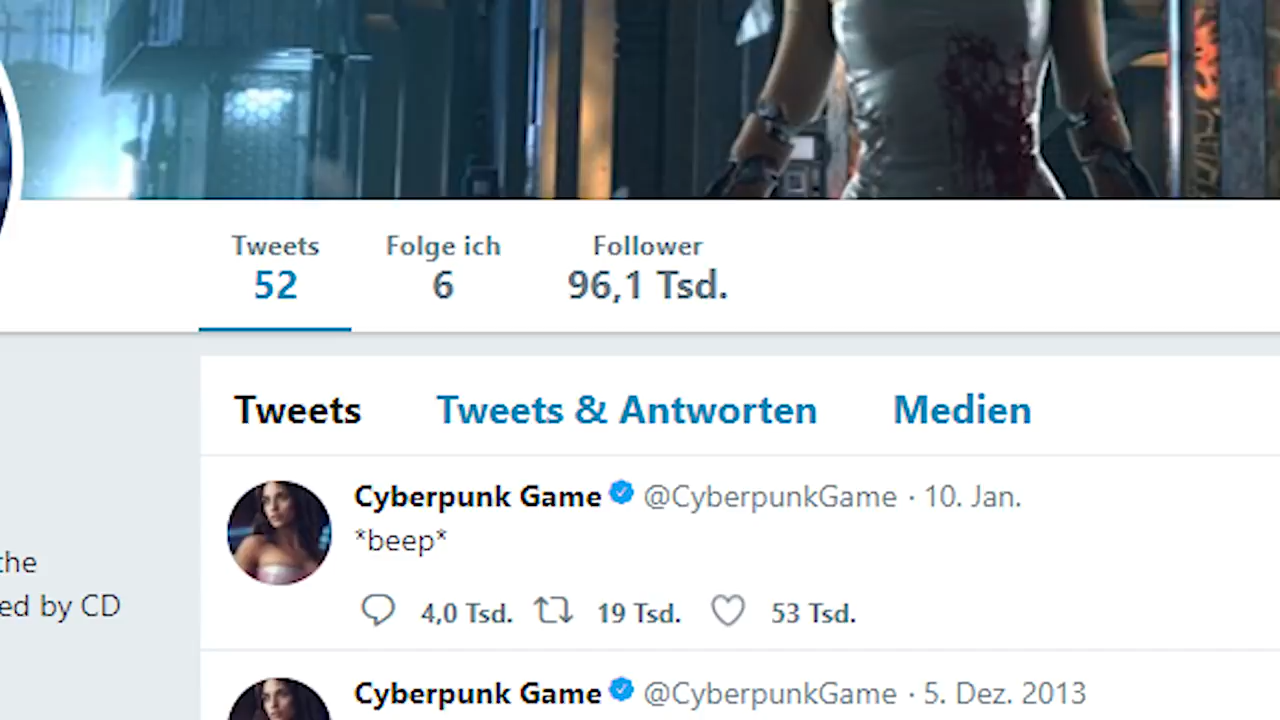 Tweets Folge ich Follower
52 6 96,1 Tsd.
Tweets Tweets & Antworten Medien
Cyberpunk Game @CyberpunkGame · 10. Jan.
*beep*
the
ed by CD
4,0 Tsd. 19 Tsd. 53 Tsd.
Cyberpunk Game @CyberpunkGame · 5. Dez. 2013